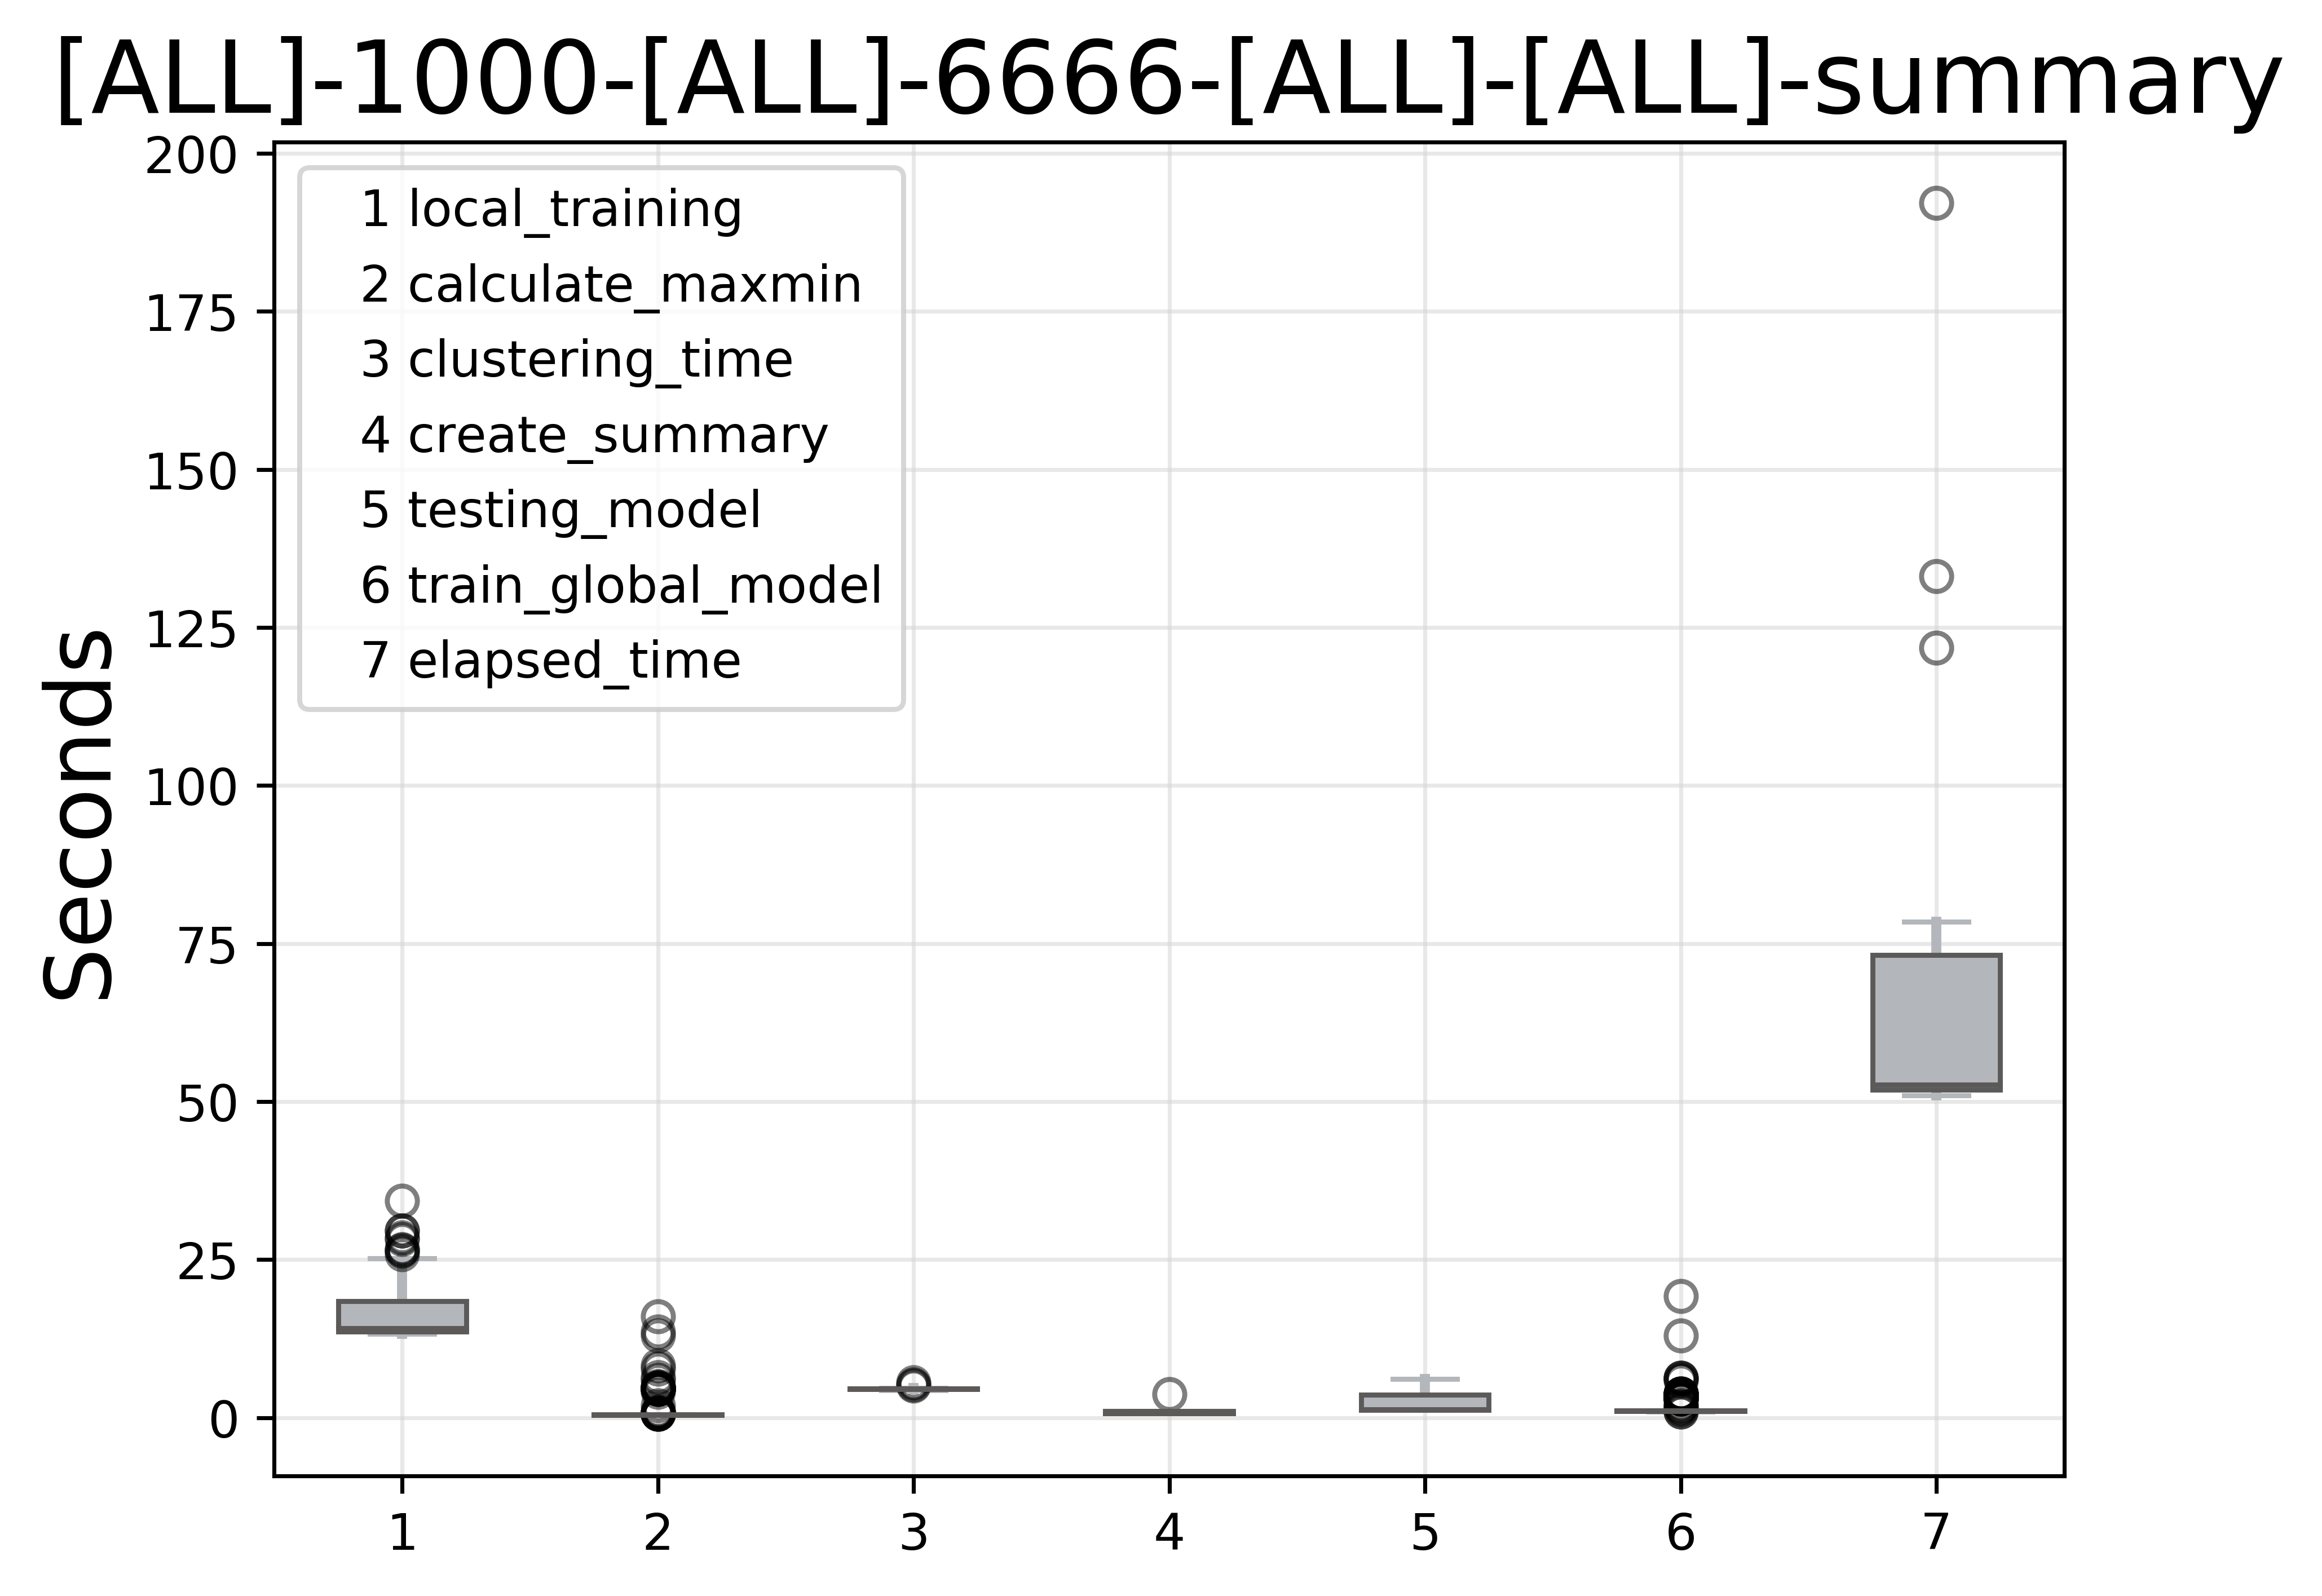 [ALL]-1000-[ALL]-6666-[ALL]-[ALL]-summary
200
175
150
125
100
75
50
25
0
Seconds
1 local_training
2 calculate_maxmin
3 clustering_time
4 create_summary
5 testing_model
6 train_global_model
7 elapsed_time
1 2 3 4 5 6 7